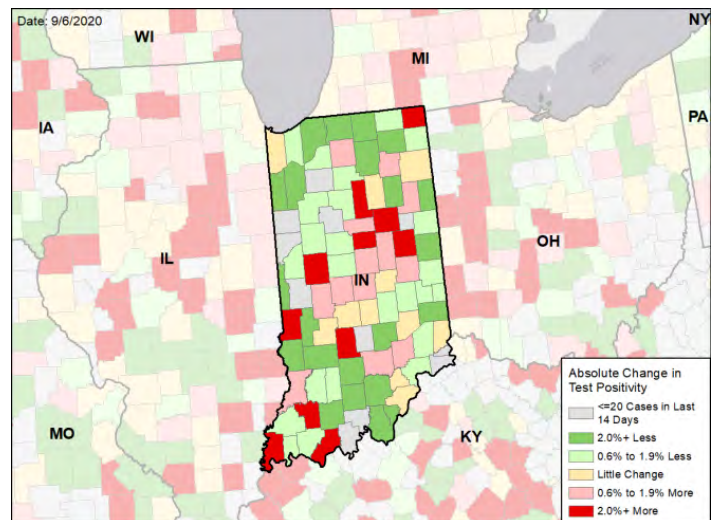 Date: 9/6/2020
NY
WI
MI
IA
PA
OH
IL
IN
MO
KY
Absolute Change in
Test Positivity
<=20 Cases in Last
14 Days
2.0%+ Less
0.6% to 1.9% Less
Little Change
0.6% to 1.9% More
2.0%+ More